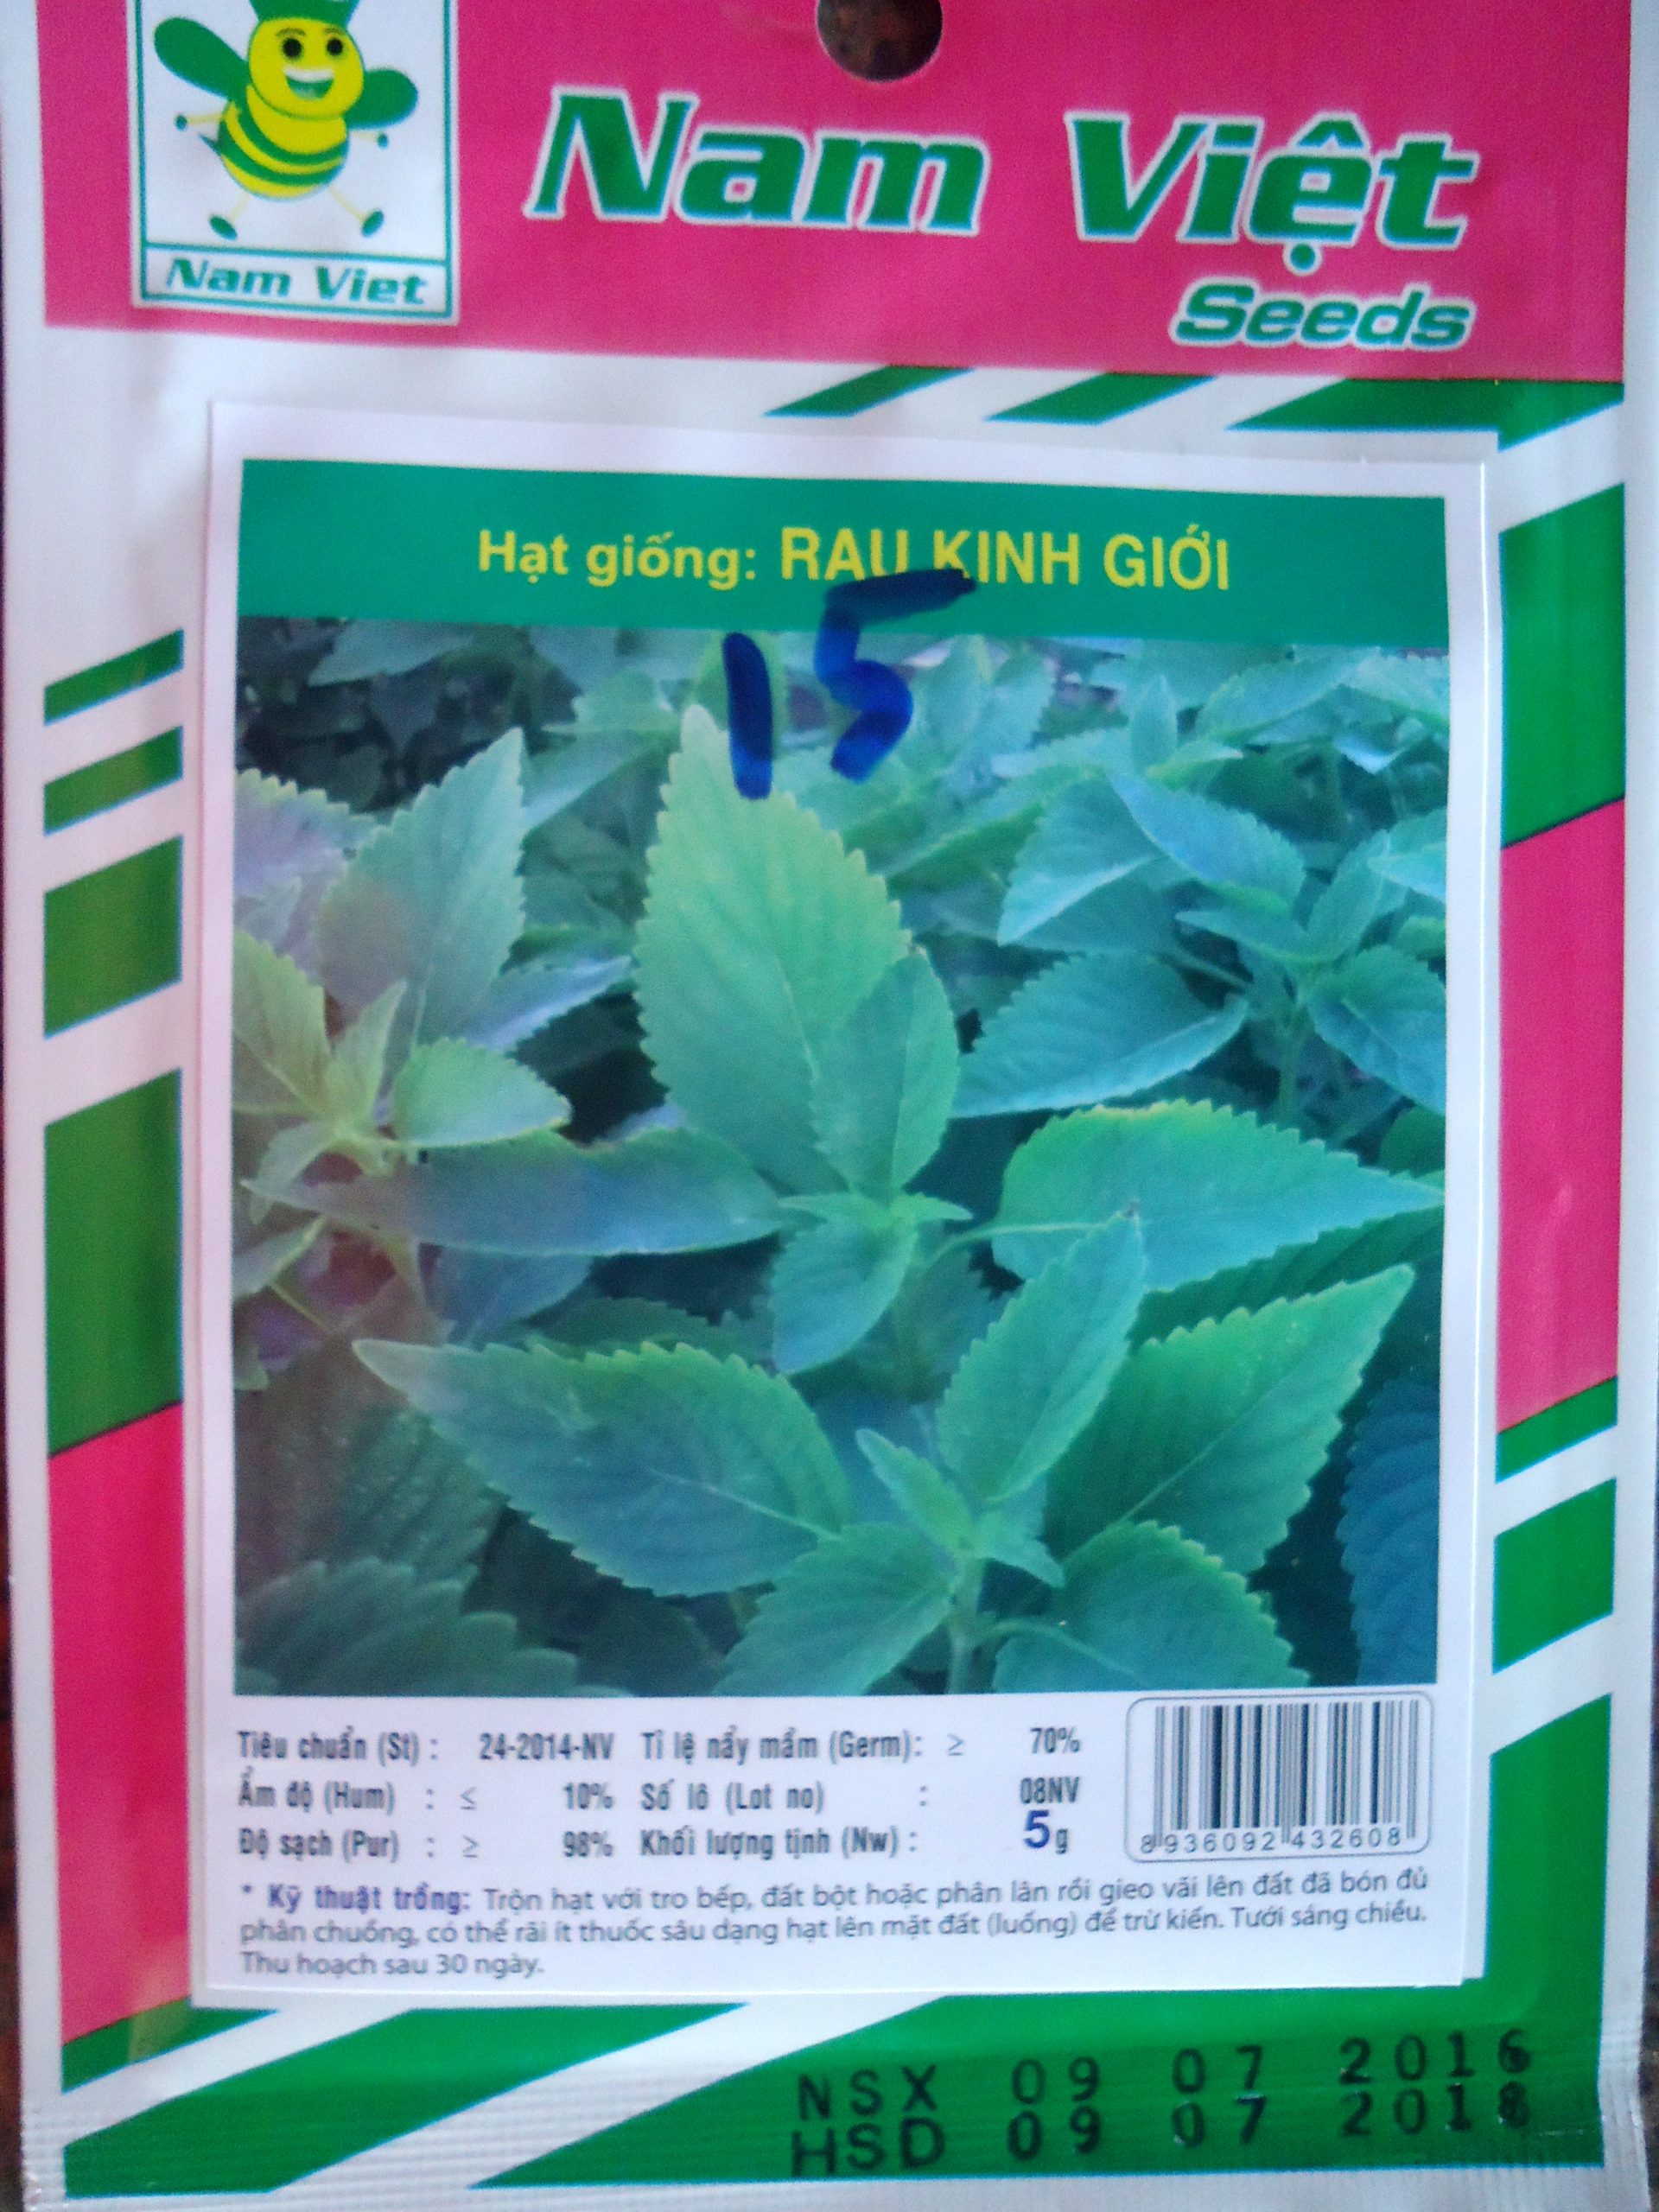 Nam Viet
Nam Việt
Seeds
Hạt giống: RAU KINH GIỚI
15
Tiêu chuẩn (St) : 24-2014-NV Tỉ lệ nẩy mầm (Germ): ≥ 70%
Ẩm độ (Hum) : ≤ 10% Số lô (Lot no) : 08NV
Độ sạch (Pur) : ≥ 98% Khối lượng tịnh (Nw) : 5g
8 936092 432608
* Kỹ thuật trồng: Trộn hạt với tro bếp, đất bột hoặc phân lân rồi gieo vãi lên đất đã bón đủ
phân chuồng, có thể rãi ít thuốc sâu dạng hạt lên mặt đất (luống) để trừ kiến. Tưới sáng chiều.
Thu hoạch sau 30 ngày.
NSX 09 07 2016
HSD 09 07 2018